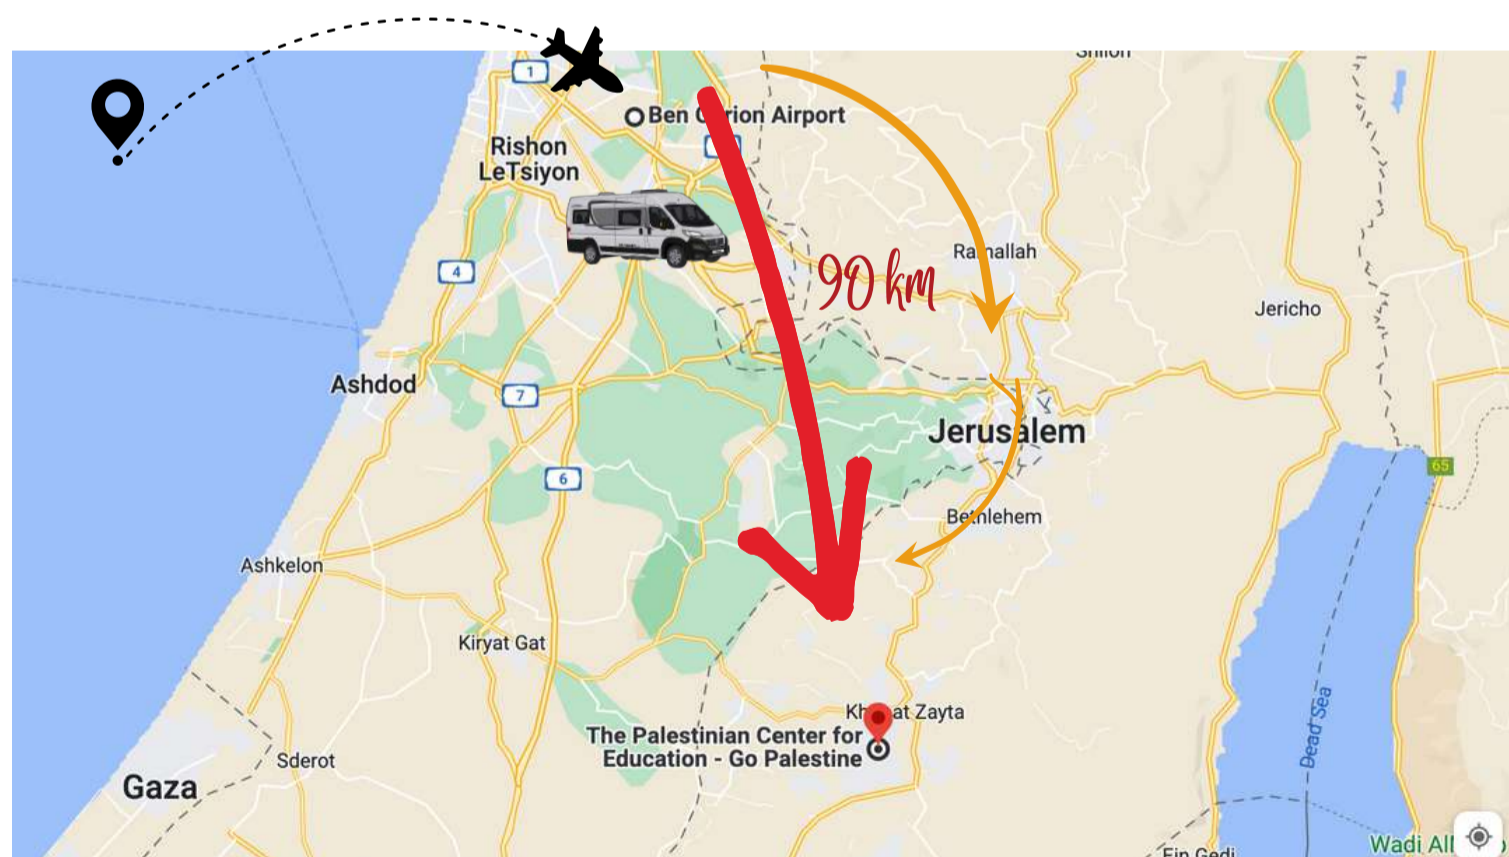 Shiloh
1
Ben Gurion Airport
Rishon
LeTsiyon
4
90 km
Ramallah
Jericho
Ashdod
7
Jerusalem
6
65
Bethlehem
Ashkelon
Kiryat Gat
Khallat Zayta
The Palestinian Center for
Education - Go Palestine
Dead Sea
Sderot
Gaza
Wadi Al
Ein Gedi